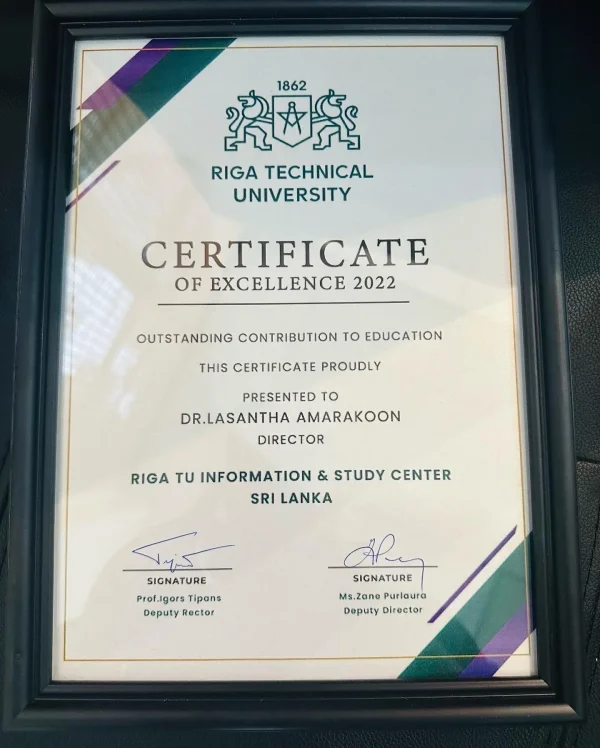 1862
RIGA TECHNICAL
UNIVERSITY
CERTIFICATE
OF EXCELLENCE 2022
OUTSTANDING CONTRIBUTION TO EDUCATION
THIS CERTIFICATE PROUDLY
PRESENTED TO
DR.LASANTHA AMARAKOON
DIRECTOR
RIGA TU INFORMATION & STUDY CENTER
SRI LANKA
SIGNATURE
Prof.Igors Tipans
Deputy Rector
SIGNATURE
Ms.Zane Purlaura
Deputy Director